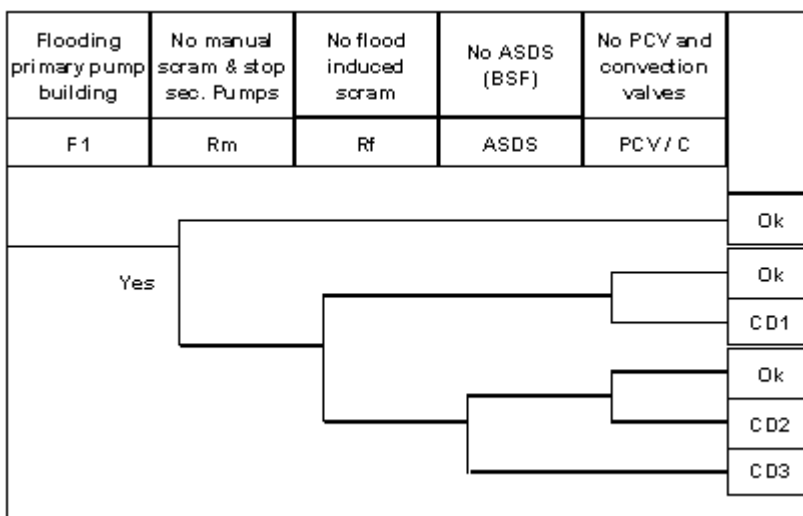 Flooding
primary pump
building
No manual
scram & stop
sec. Pumps
No flood
induced
scram
No ASDS
(BSF)
No PCV and
convection
valves
F1
Rm
Rf
ASDS
PCV / C
Ok
Yes
Ok
CD1
Ok
CD2
CD3